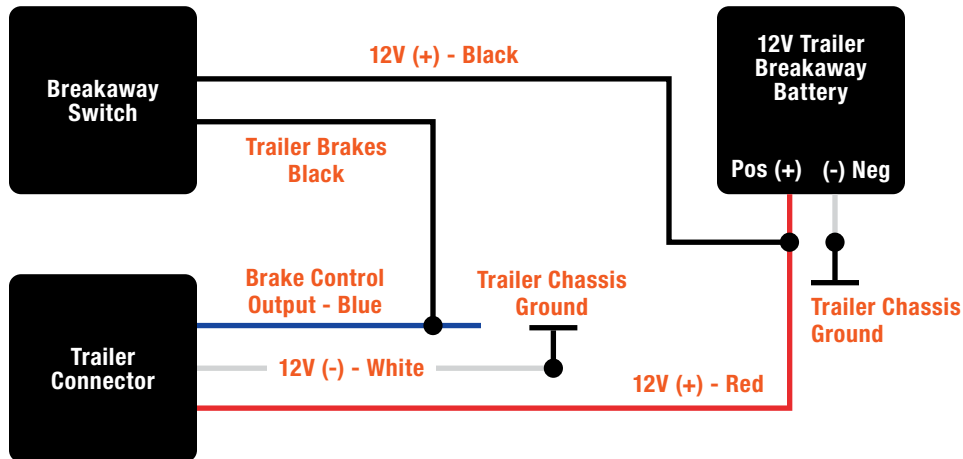 Breakaway
Switch
12V (+) - Black
Trailer Brakes
Black
12V Trailer
Breakaway
Battery
Pos (+)
(-) Neg
Trailer Chassis
Ground
Trailer
Connector
Brake Control
Output - Blue
Trailer Chassis
Ground
12V (-) - White
12V (+) - Red